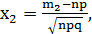 x₂ = (m₂−np)/√(npq),